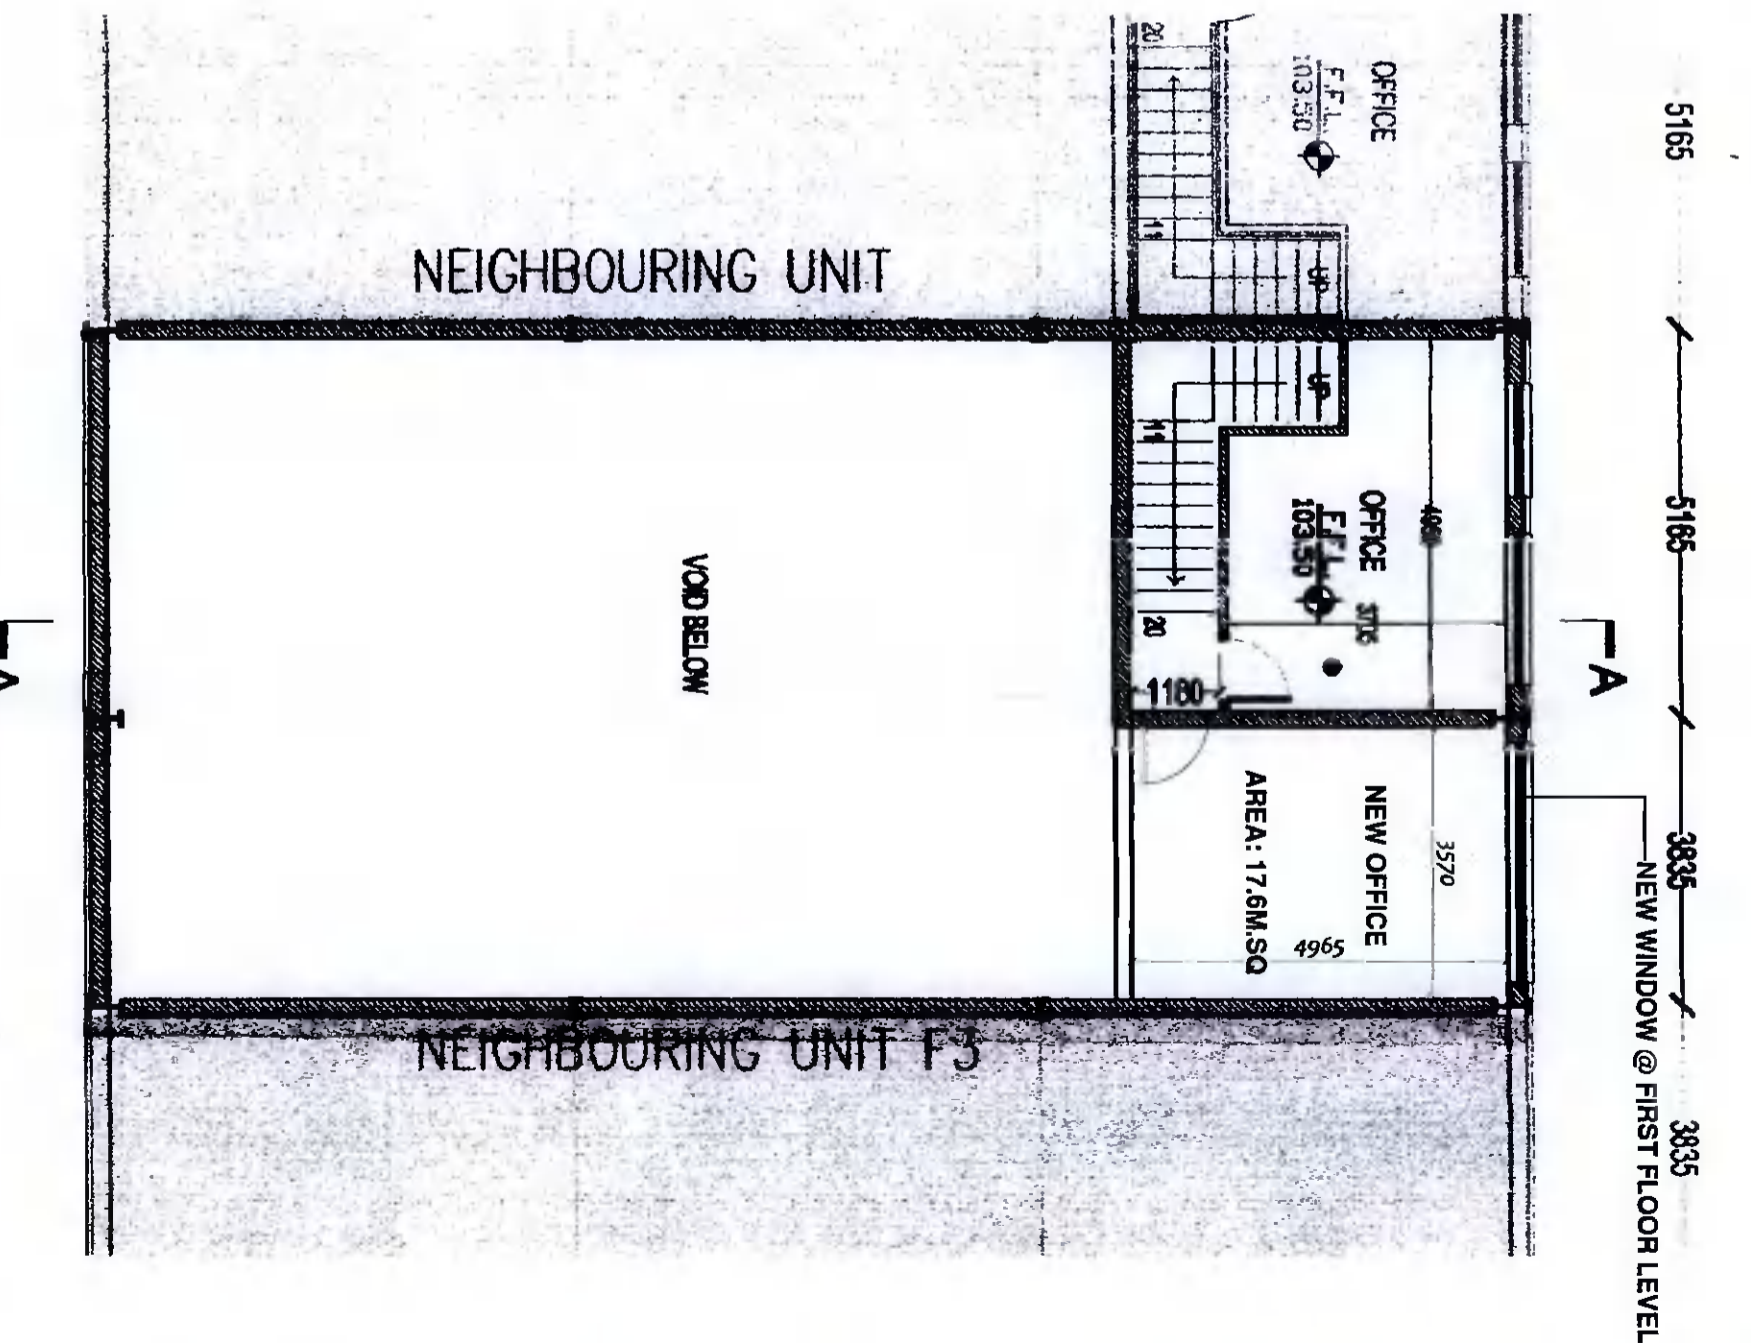 20
OFFICE
F.F.L.
103.50
5165
11
UP
NEIGHBOURING UNIT
UP
11
OFFICE
F.F.L.
103.50
5165
VOID BELOW
20
1180
A
NEW OFFICE
AREA: 17.6M.SQ
3570
4965
3835
NEW WINDOW @ FIRST FLOOR LEVEL
NEIGHBOURING UNIT F3
3835